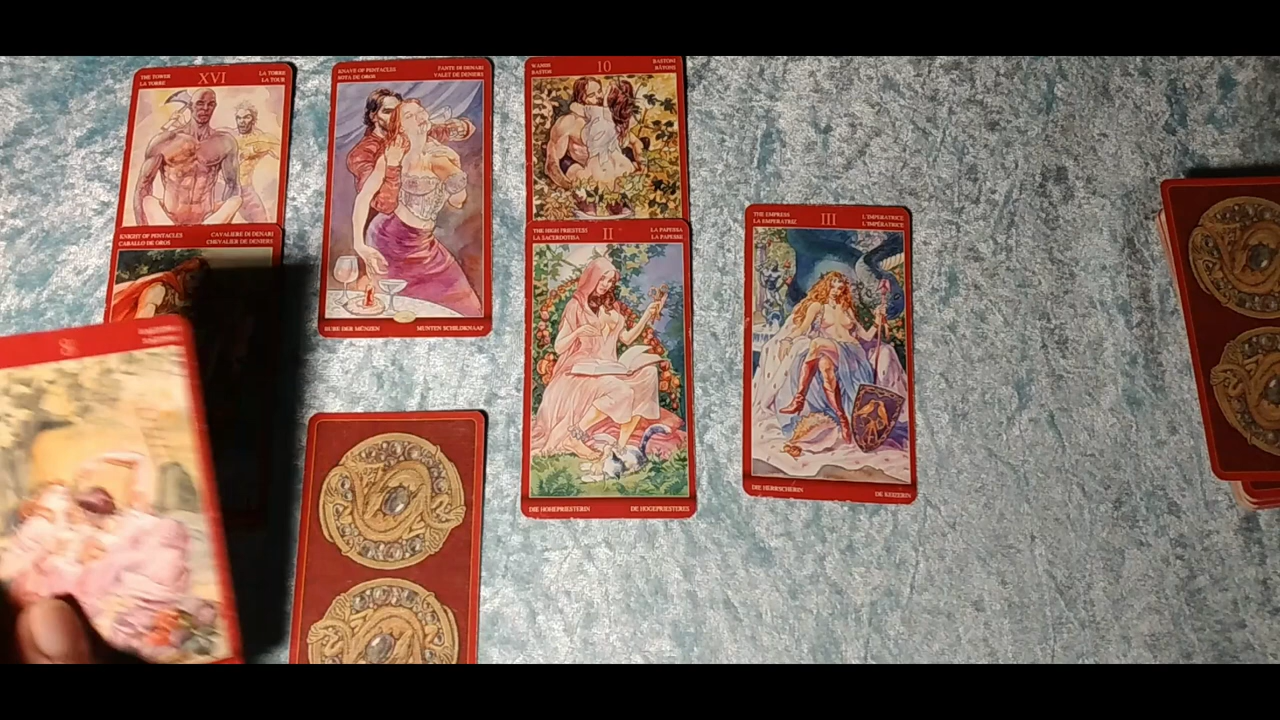 THE TOWER
LA TORRE
XVI
LA TORRE
LA TOUR
KNAVE OF PENTACLES
SOTA DE OROS
FANTE DI DENARI
VALET DE DENIERS
BUBE DER MÜNZEN
MUNTEN SCHILDKNAAP
WANDS
BASTOS
10
BASTONI
BÂTONS
KNIGHT OF PENTACLES
CABALLO DE OROS
CAVALIERE DI DENARI
CHEVALIER DE DENIERS
THE HIGH PRIESTESS
LA SACERDOTISA
II
LA PAPESSA
LA PAPESSE
DIE HOHEPRIESTERIN
DE HOGEPRIESTERES
THE EMPRESS
LA EMPERATRIZ
III
L'IMPERATRICE
L'IMPÉRATRICE
DIE HERRSCHERIN
DE KEIZERIN
8